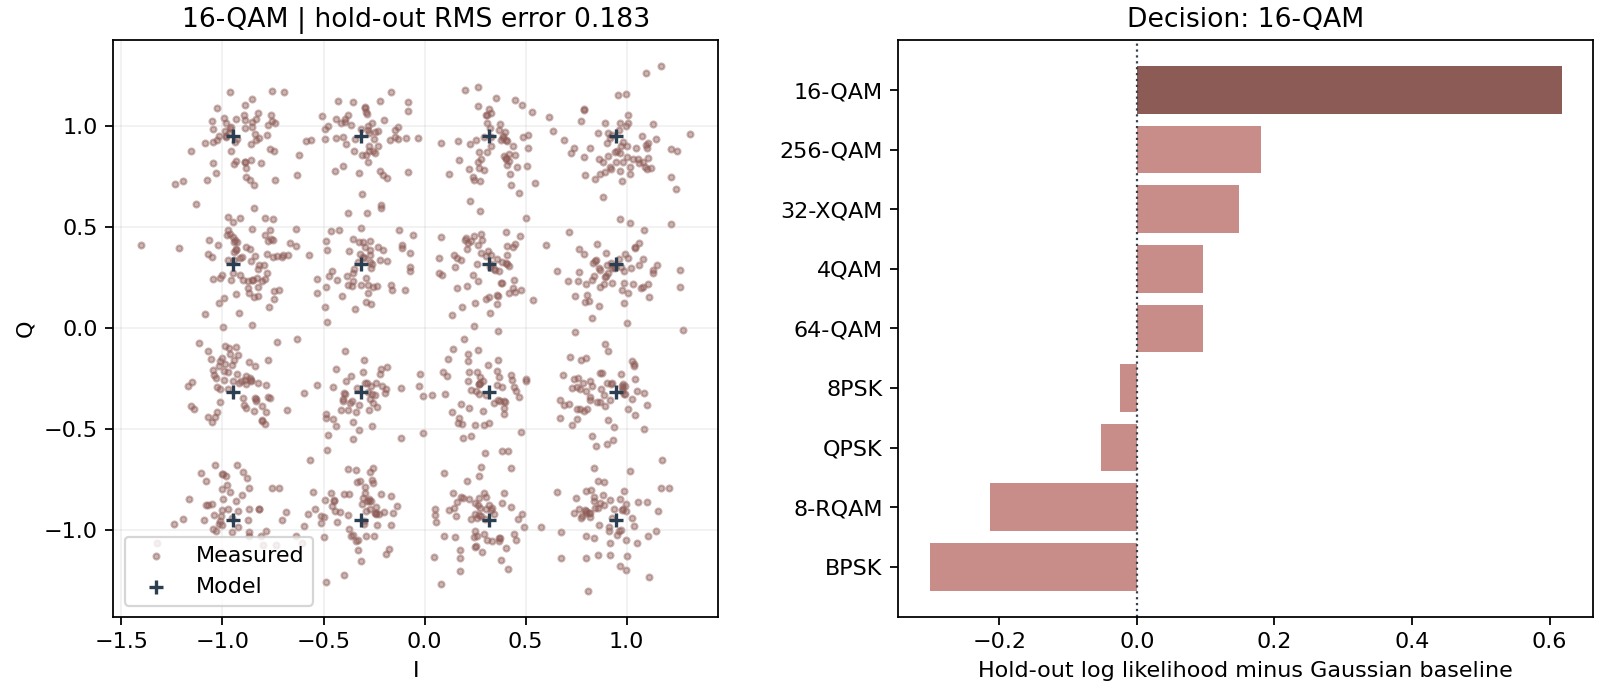 16-QAM | hold-out RMS error 0.183
1.0
0.5
0.0
−0.5
−1.0
Q
Measured
Model
−1.5
−1.0
−0.5
0.0
0.5
1.0
I
Decision: 16-QAM
16-QAM
256-QAM
32-XQAM
4QAM
64-QAM
8PSK
QPSK
8-RQAM
BPSK
−0.2
0.0
0.2
0.4
0.6
Hold-out log likelihood minus Gaussian baseline